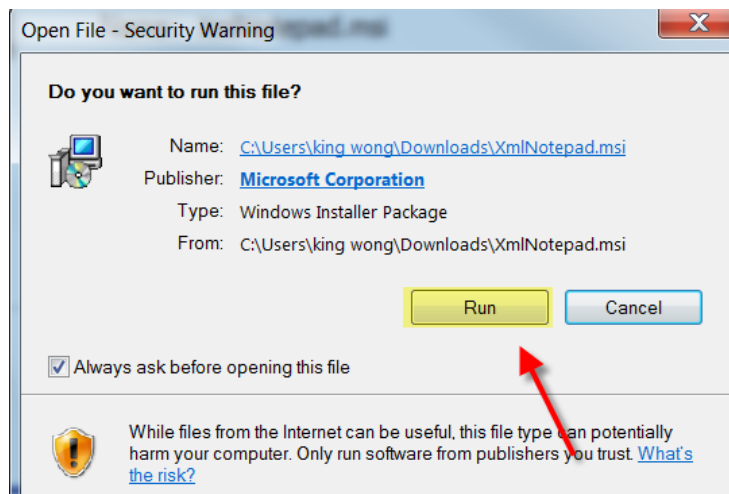 Open File - Security Warning
Do you want to run this file?
Name: C:\Users\king wong\Downloads\XmlNotepad.msi
Publisher: Microsoft Corporation
Type: Windows Installer Package
From: C:\Users\king wong\Downloads\XmlNotepad.msi
Run Cancel
Always ask before opening this file
While files from the Internet can be useful, this file type can potentially
harm your computer. Only run software from publishers you trust. What's
the risk?